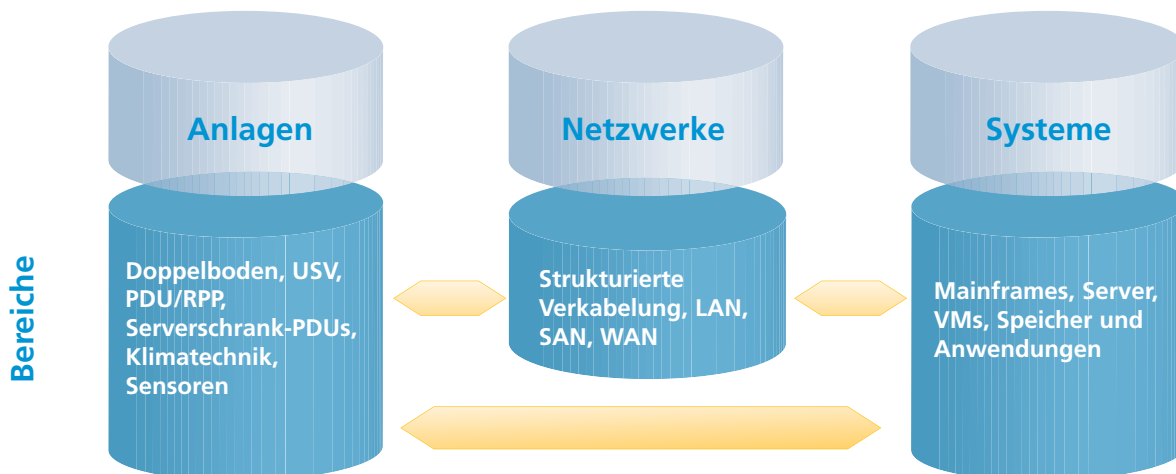 Anlagen
Netzwerke
Systeme
Bereiche
Doppelboden, USV,
PDU/RPP,
Serverschrank-PDUs,
Klimatechnik,
Sensoren
Strukturierte
Verkabelung, LAN,
SAN, WAN
Mainframes, Server,
VMs, Speicher und
Anwendungen